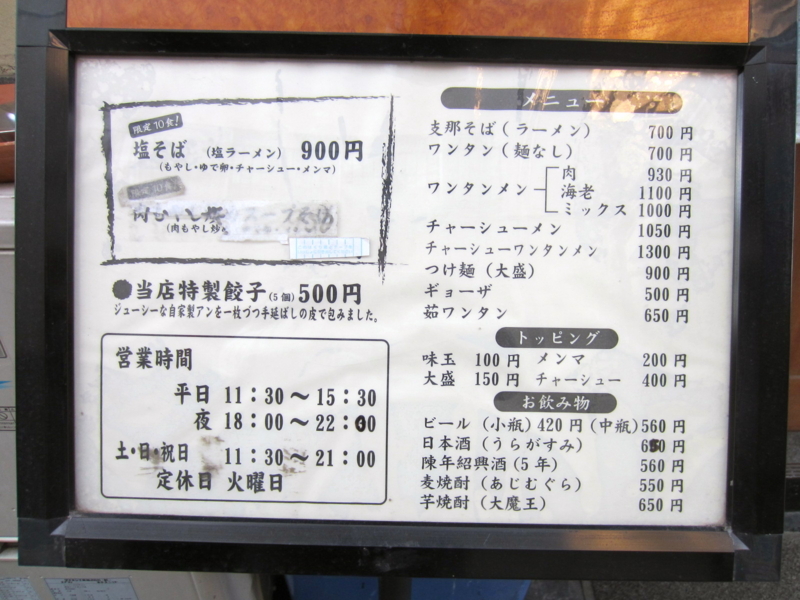 限定10食!
塩そば (塩ラーメン) 900円
(もやし・ゆで卵・チャーシュー・メンマ)
(肉もやし炒め
●当店特製餃子(5個)500円
ジューシーな自家製アンを一枚づつ手延ばしの皮で包みました。
営業時間
平日 11:30〜15:30
夜 18:00〜22:00
土・日・祝日 11:30〜21:00
定休日 火曜日
メニュー
支那そば(ラーメン) 700円
ワンタン(麺なし) 700円
ワンタンメン 肉 930円
海老 1100円
ミックス 1000円
チャーシューメン 1050円
チャーシューワンタンメン 1300円
つけ麺(大盛) 900円
ギョーザ 500円
茹ワンタン 650円
トッピング
味玉 100円 メンマ 200円
大盛 150円 チャーシュー 400円
お飲み物
ビール (小瓶)420円(中瓶)560円
日本酒(うらがすみ) 円
陳年紹興酒(5年) 560円
麦焼酎(あじむぐら) 550円
芋焼酎(大魔王) 650円